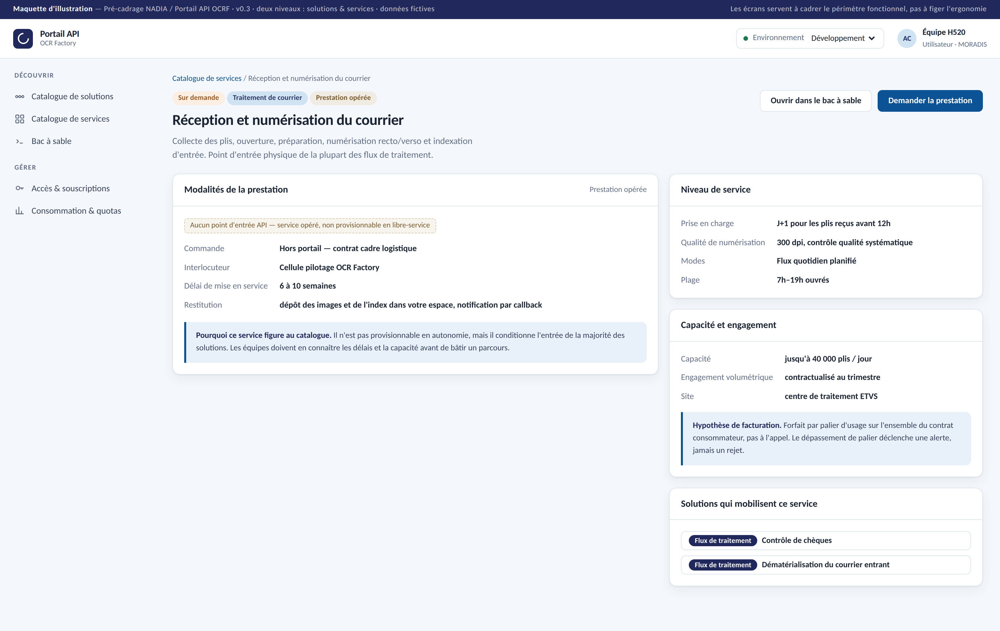 Maquette d'illustration — Pré-cadrage NADIA / Portail API OCRF · v0.3 · deux niveaux : solutions & services · données fictives
Les écrans servent à cadrer le périmètre fonctionnel, pas à figer l'ergonomie
Portail API
OCR Factory
Environnement Développement
AC
Équipe H520
Utilisateur · MORADIS
DÉCOUVRIR
Catalogue de solutions
Catalogue de services
Bac à sable
GÉRER
Accès & souscriptions
Consommation & quotas
Catalogue de services / Réception et numérisation du courrier
Sur demande Traitement de courrier Prestation opérée
Ouvrir dans le bac à sable
Demander la prestation
Réception et numérisation du courrier
Collecte des plis, ouverture, préparation, numérisation recto/verso et indexation
d'entrée. Point d'entrée physique de la plupart des flux de traitement.
Modalités de la prestation
Prestation opérée
Aucun point d'entrée API — service opéré, non provisionnable en libre-service
Commande Hors portail — contrat cadre logistique
Interlocuteur Cellule pilotage OCR Factory
Délai de mise en service 6 à 10 semaines
Restitution dépôt des images et de l'index dans votre espace, notification par callback
Pourquoi ce service figure au catalogue. Il n'est pas provisionnable en autonomie, mais il conditionne l'entrée de la majorité des
solutions. Les équipes doivent en connaître les délais et la capacité avant de bâtir un parcours.
Niveau de service
Prise en charge J+1 pour les plis reçus avant 12h
Qualité de numérisation 300 dpi, contrôle qualité systématique
Modes Flux quotidien planifié
Plage 7h–19h ouvrés
Capacité et engagement
Capacité jusqu'à 40 000 plis / jour
Engagement volumétrique contractualisé au trimestre
Site centre de traitement ETVS
Hypothèse de facturation. Forfait par palier d'usage sur l'ensemble du contrat
consommateur, pas à l'appel. Le dépassement de palier déclenche une alerte,
jamais un rejet.
Solutions qui mobilisent ce service
Flux de traitement Contrôle de chèques
Flux de traitement Dématérialisation du courrier entrant